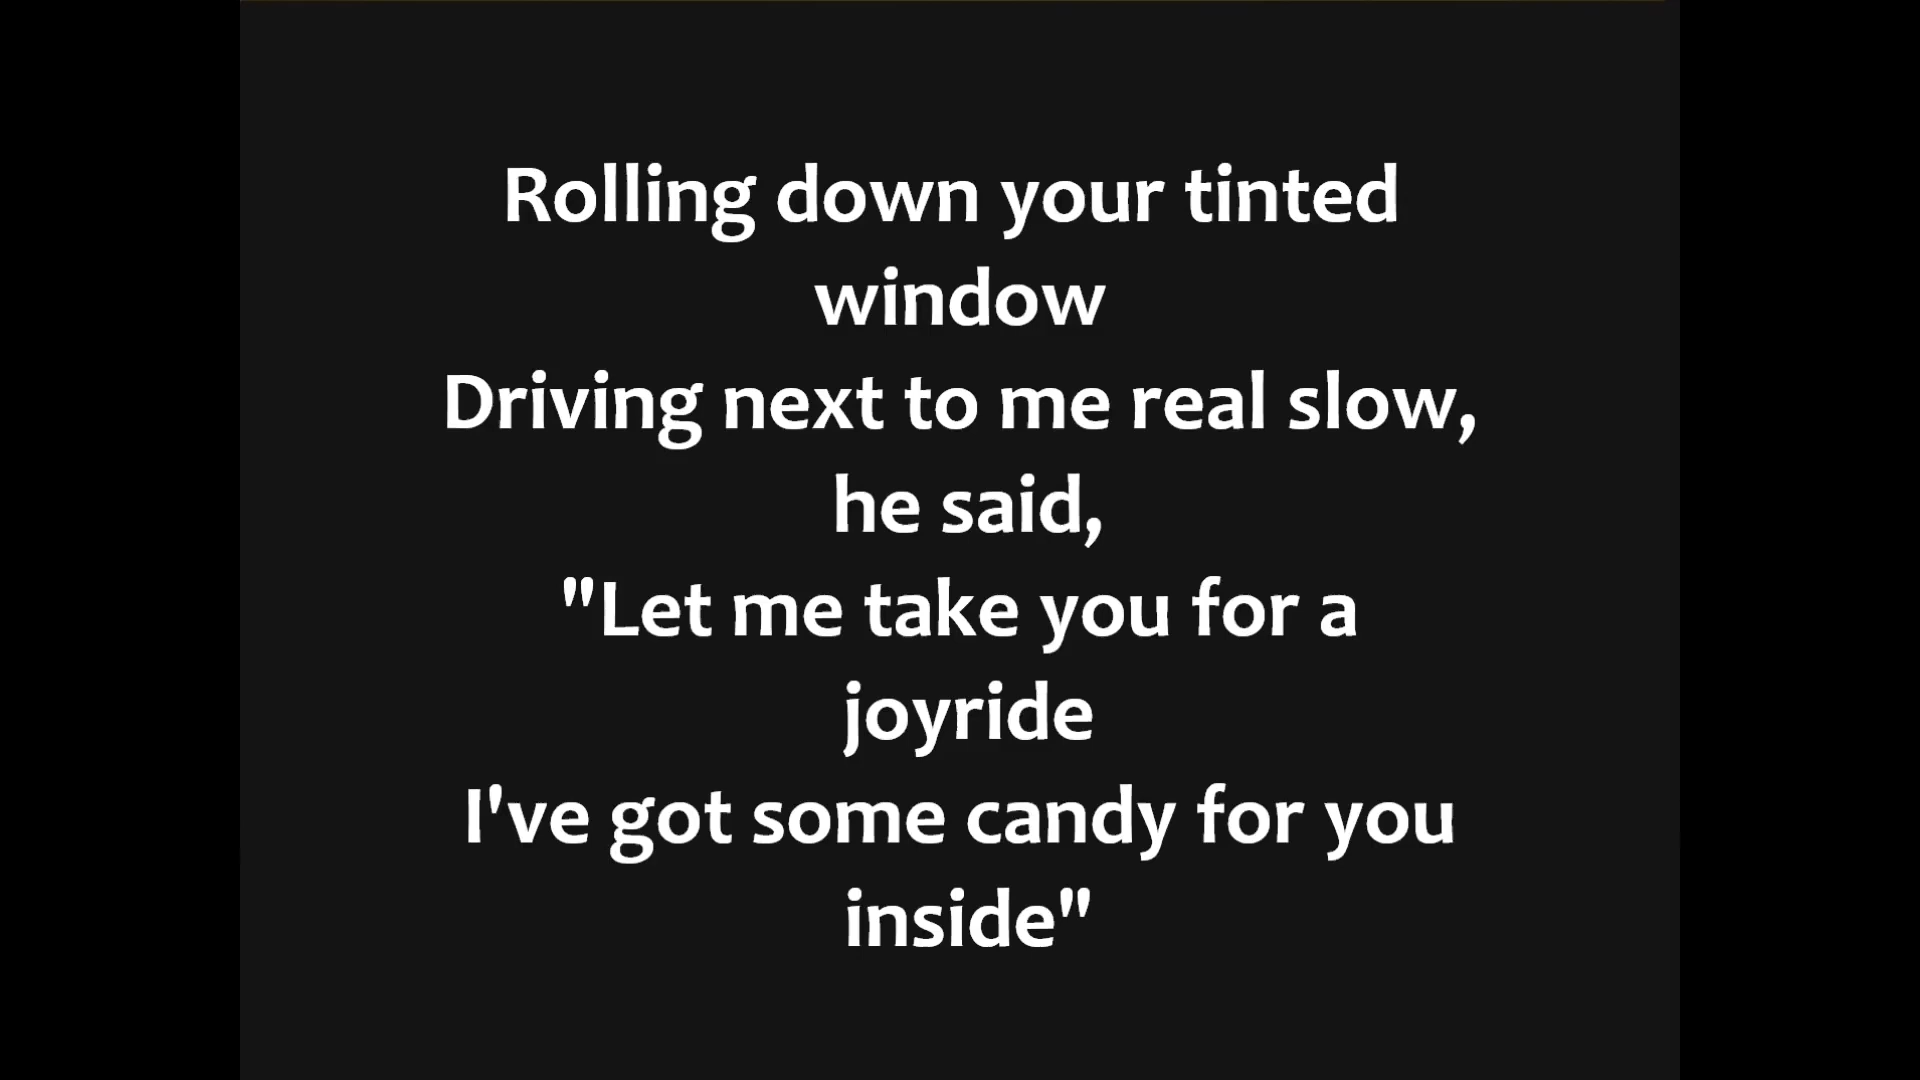 Rolling down your tinted
window
Driving next to me real slow,
he said,
"Let me take you for a
joyride
I've got some candy for you
inside"